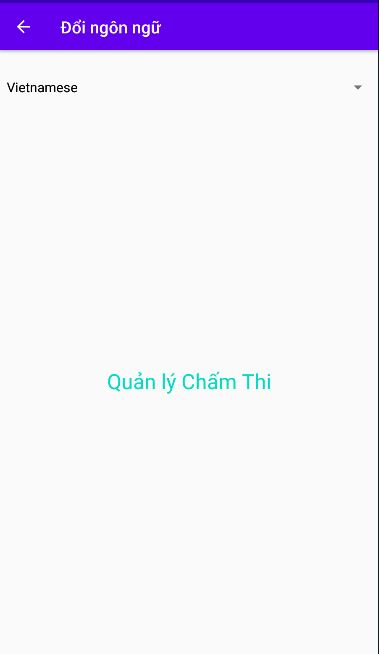 Đổi ngôn ngữ
Vietnamese
Quản lý Chấm Thi